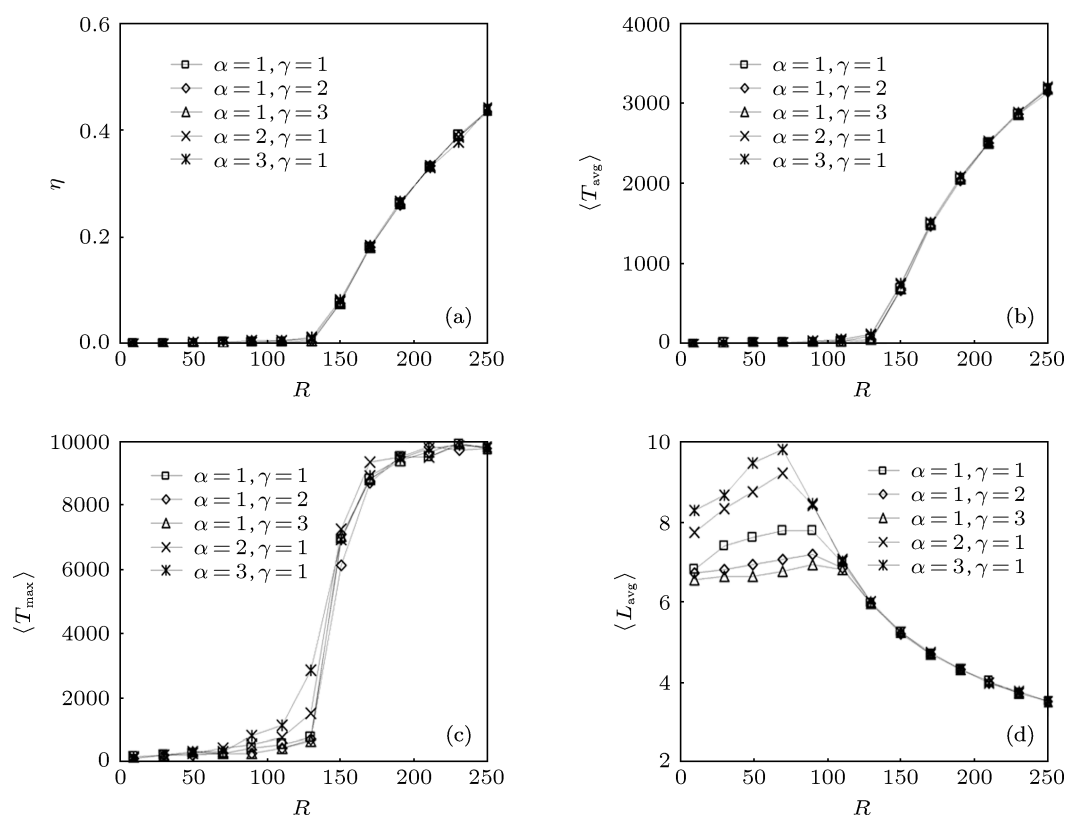 0.6
α=1, γ=1
α=1, γ=2
α=1, γ=3
α=2, γ=1
α=3, γ=1
0.4
η
0.2
0.0
(a)
0 50 100 150 200 250
R
4000
α=1, γ=1
α=1, γ=2
α=1, γ=3
α=2, γ=1
α=3, γ=1
3000
⟨T_avg⟩
2000
1000
0
(b)
0 50 100 150 200 250
R
10000
α=1, γ=1
α=1, γ=2
α=1, γ=3
α=2, γ=1
α=3, γ=1
8000
6000
⟨T_max⟩
4000
2000
0
(c)
0 50 100 150 200 250
R
10
α=1, γ=1
α=1, γ=2
α=1, γ=3
α=2, γ=1
α=3, γ=1
8
6
⟨L_avg⟩
4
2
(d)
0 50 100 150 200 250
R